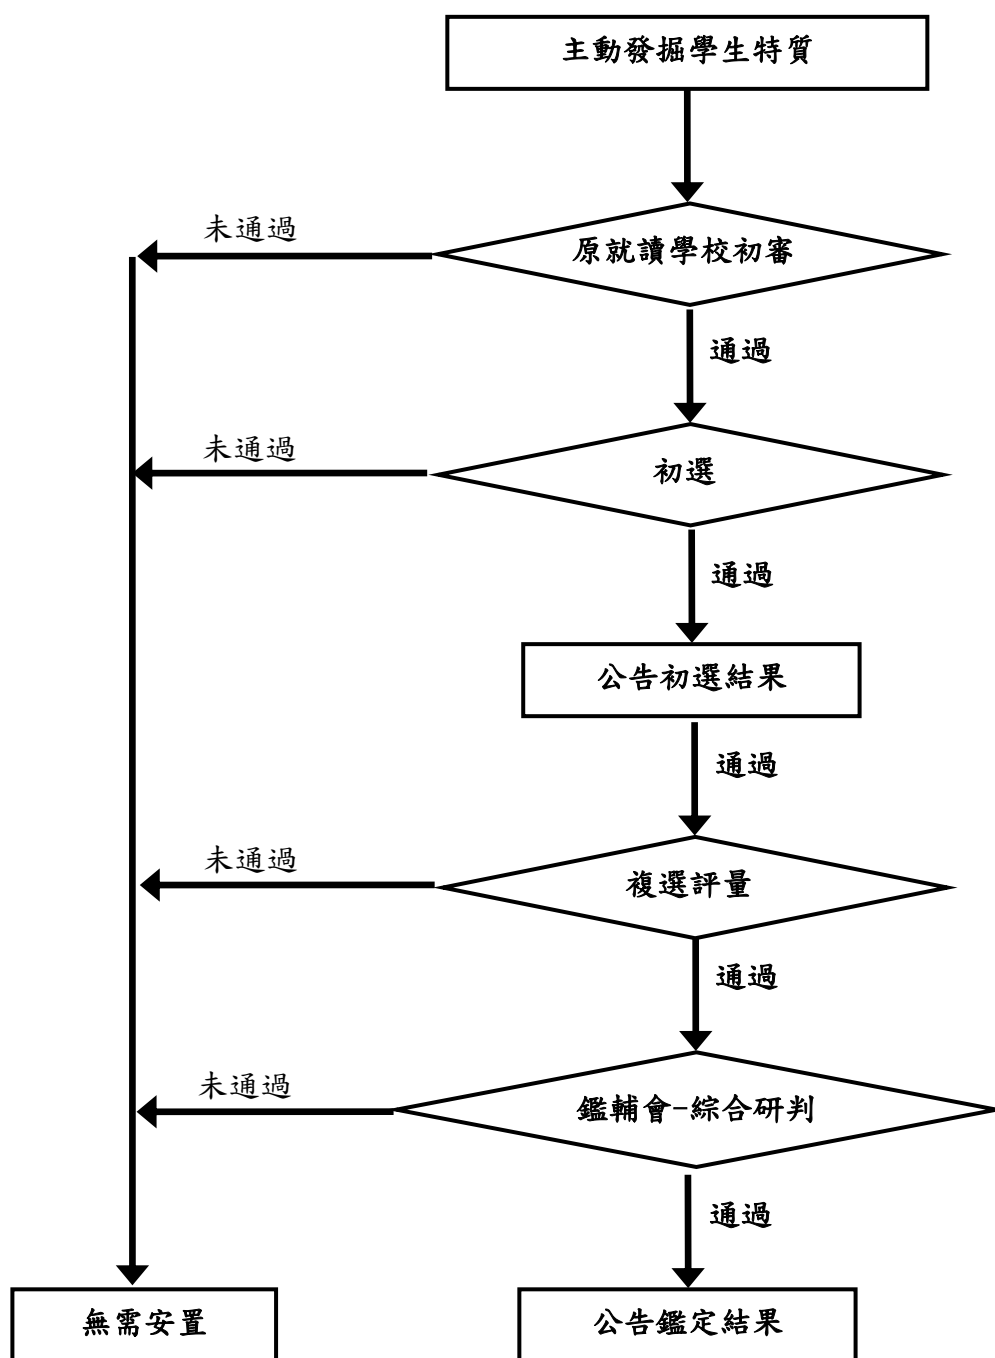 主動發掘學生特質
未通過
原就讀學校初審
通過
未通過
初選
通過
公告初選結果
通過
未通過
複選評量
通過
未通過
鑑輔會-綜合研判
通過
無需安置
公告鑑定結果